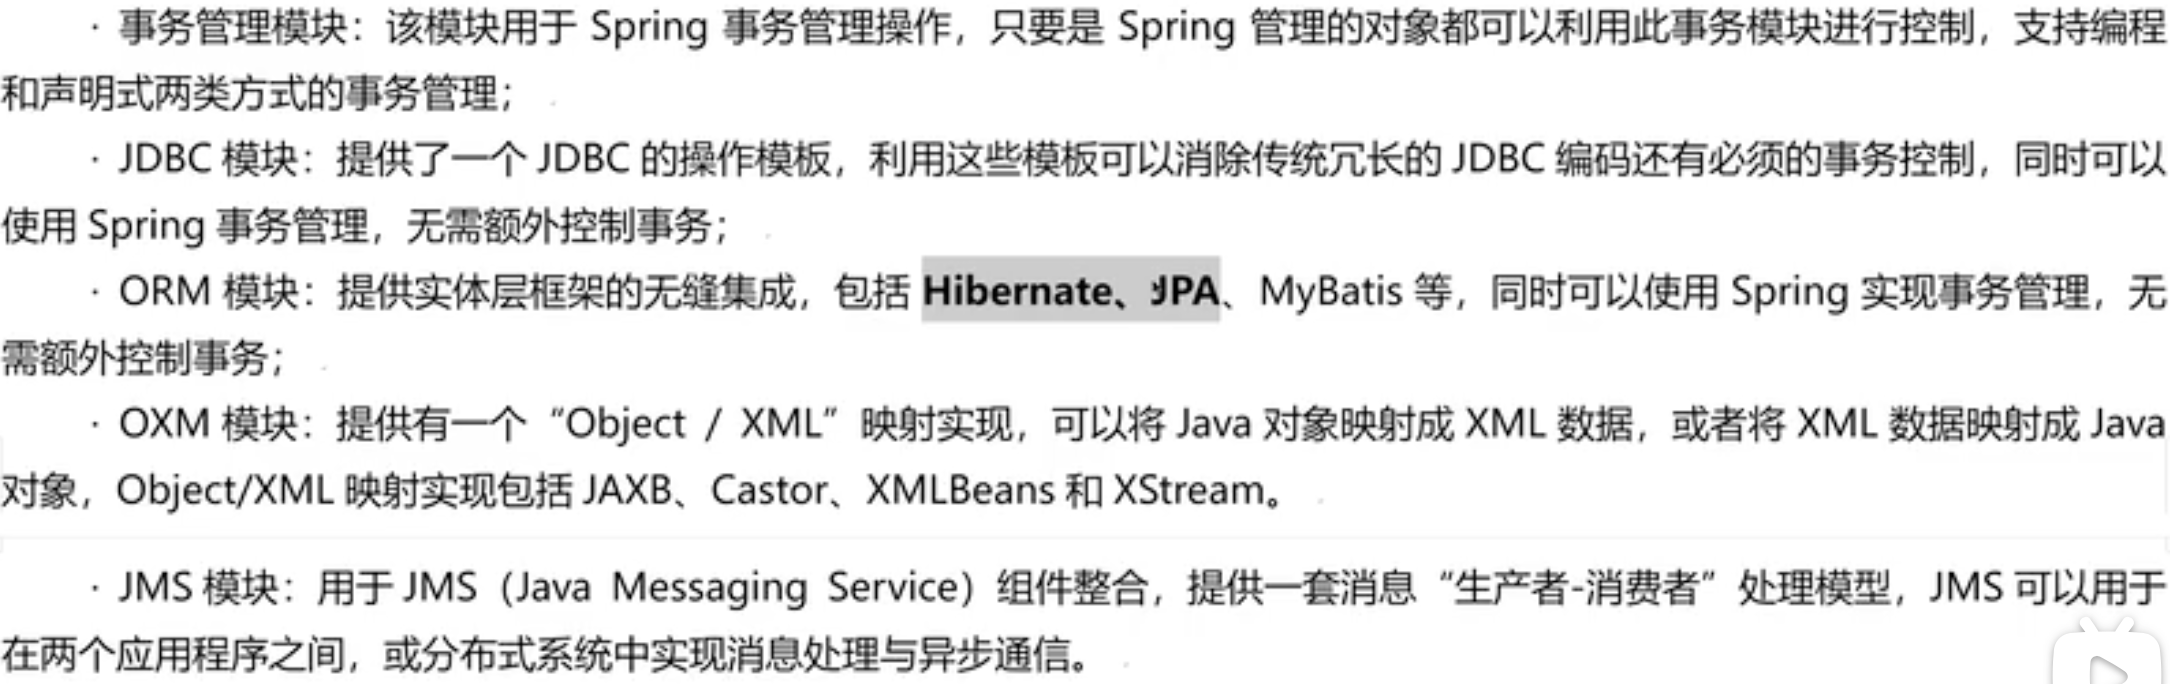 · 事务管理模块：该模块用于 Spring 事务管理操作，只要是 Spring 管理的对象都可以利用此事务模块进行控制，支持编程
和声明式两类方式的事务管理；
· JDBC 模块：提供了一个 JDBC 的操作模板，利用这些模板可以消除传统冗长的 JDBC 编码还有必须的事务控制，同时可以
使用 Spring 事务管理，无需额外控制事务；
· ORM 模块：提供实体层框架的无缝集成，包括 Hibernate、JPA、MyBatis 等，同时可以使用 Spring 实现事务管理，无
需额外控制事务；
· OXM 模块：提供有一个“Object / XML”映射实现，可以将 Java 对象映射成 XML 数据，或者将 XML 数据映射成 Java
对象，Object/XML 映射实现包括 JAXB、Castor、XMLBeans 和 XStream。
· JMS 模块：用于 JMS（Java Messaging Service）组件整合，提供一套消息“生产者-消费者”处理模型，JMS 可以用于
在两个应用程序之间，或分布式系统中实现消息处理与异步通信。